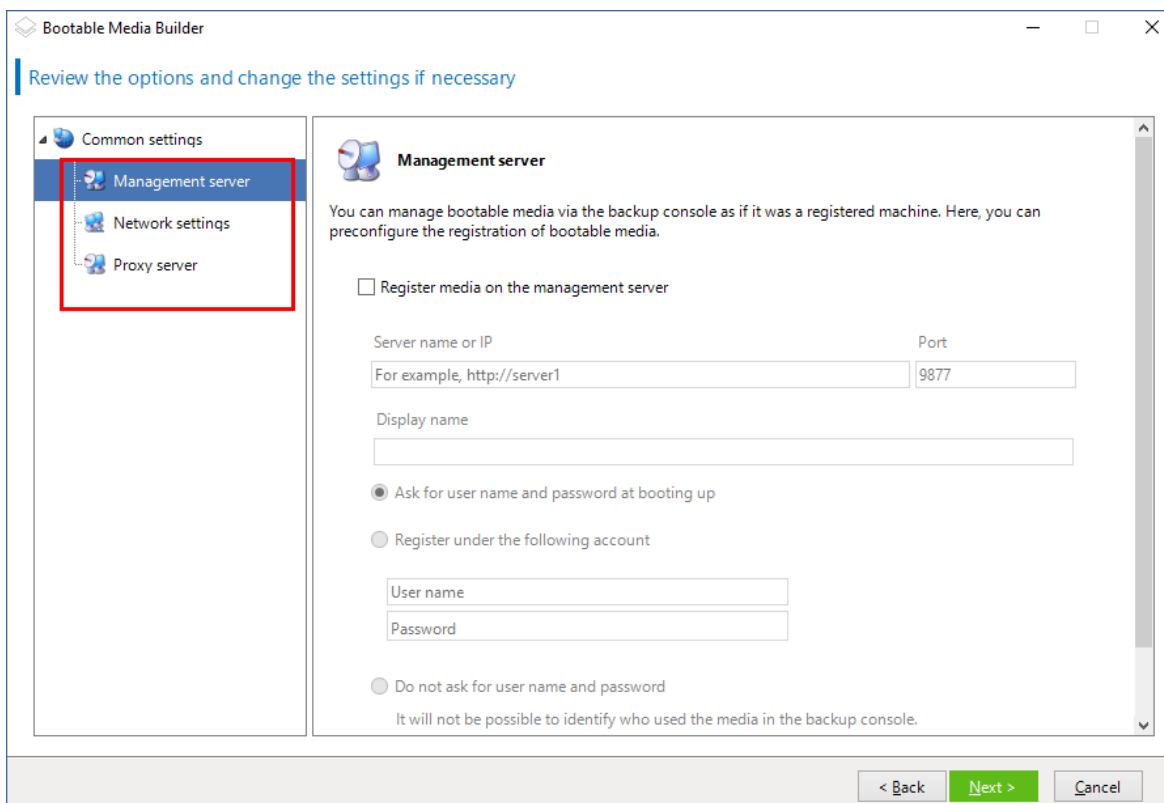 Bootable Media Builder
Review the options and change the settings if necessary
Common settings
Management server
Network settings
Proxy server
Management server
You can manage bootable media via the backup console as if it was a registered machine. Here, you can
preconfigure the registration of bootable media.
Register media on the management server
Server name or IP Port
For example, http://server1 9877
Display name
Ask for user name and password at booting up
Register under the following account
User name
Password
Do not ask for user name and password
It will not be possible to identify who used the media in the backup console.
< Back Next > Cancel